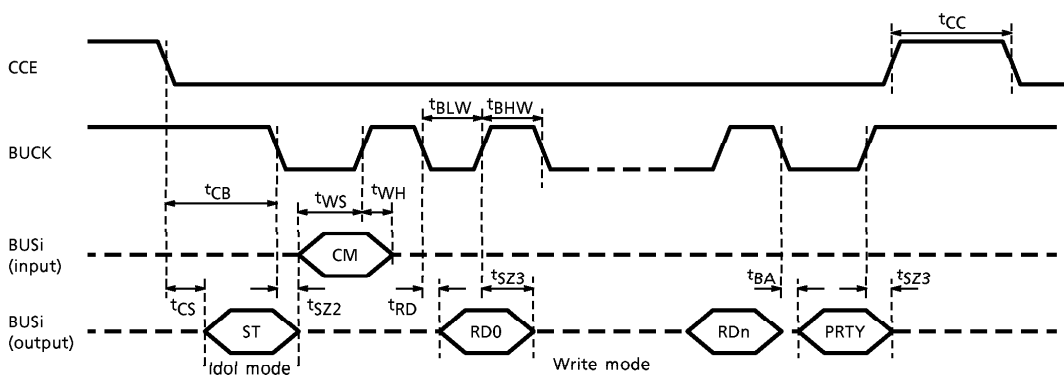 tCC
CCE
tBLW
tBHW
BUCK
tCB
tWS
tWH
BUSi
(input)
CM
tCS
tSZ2
tRD
tSZ3
tBA
tSZ3
BUSi
(output)
ST
RD0
RDn
PRTY
Idol mode
Write mode